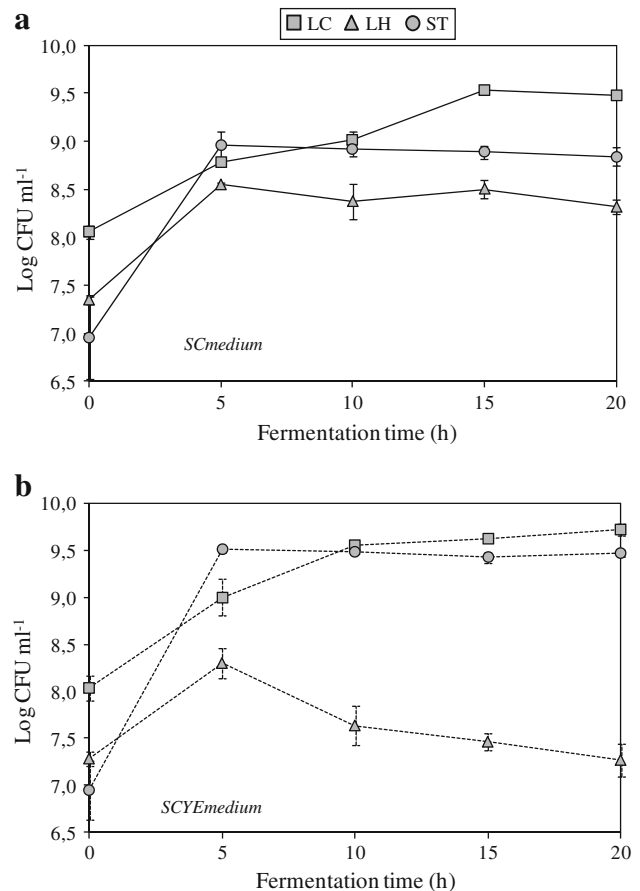 a
LC LH ST
10,0
9,5
9,0
8,5
8,0
7,5
7,0
6,5
Log CFU ml⁻¹
SCmedium
0 5 10 15 20
Fermentation time (h)
b
10,0
9,5
9,0
8,5
8,0
7,5
7,0
6,5
Log CFU ml⁻¹
SCYEmedium
0 5 10 15 20
Fermentation time (h)